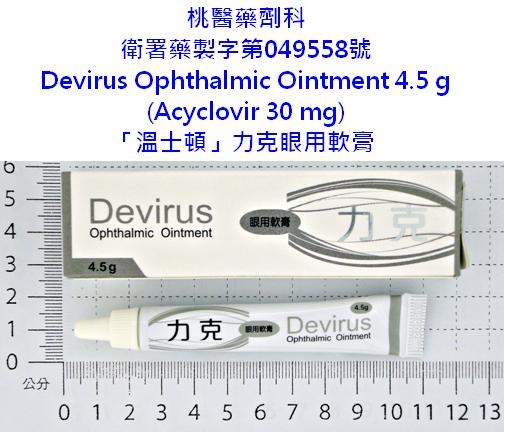 桃醫藥劑科
衛署藥製字第049558號
Devirus Ophthalmic Ointment 4.5 g
(Acyclovir 30 mg)
「溫士頓」力克眼用軟膏
6
5
4
3
2
1
0
公分
Devirus
Ophthalmic Ointment
4.5g
眼用軟膏
力克
力克
眼用軟膏
4.5g
Devirus
Ophthalmic Ointment
0 1 2 3 4 5 6 7 8 9 10 11 12 13